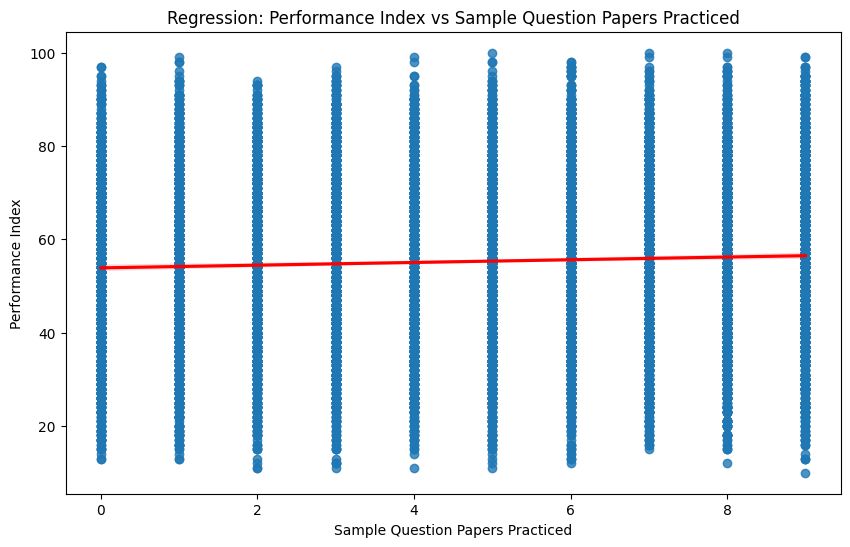 Regression: Performance Index vs Sample Question Papers Practiced
100
80
60
40
20
Performance Index
0 2 4 6 8
Sample Question Papers Practiced